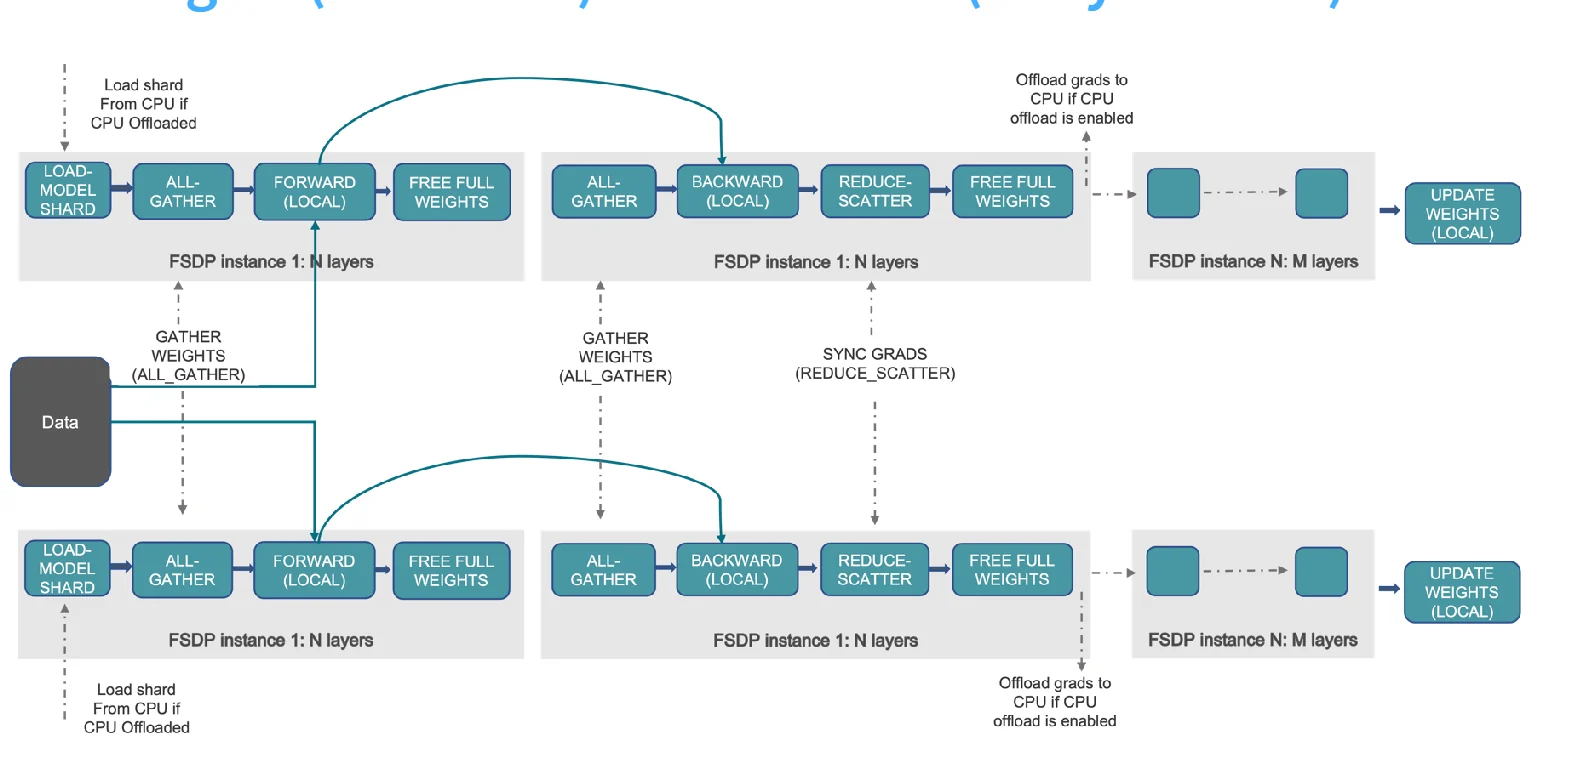 Load shard
From CPU if
CPU Offloaded
Offload grads to
CPU if CPU
offload is enabled
LOAD-
MODEL
SHARD
ALL-
GATHER
FORWARD
(LOCAL)
FREE FULL
WEIGHTS
FSDP instance 1: N layers
ALL-
GATHER
BACKWARD
(LOCAL)
REDUCE-
SCATTER
FREE FULL
WEIGHTS
FSDP instance 1: N layers
FSDP instance N: M layers
UPDATE
WEIGHTS
(LOCAL)
GATHER
WEIGHTS
(ALL_GATHER)
GATHER
WEIGHTS
(ALL_GATHER)
SYNC GRADS
(REDUCE_SCATTER)
Data
LOAD-
MODEL
SHARD
ALL-
GATHER
FORWARD
(LOCAL)
FREE FULL
WEIGHTS
FSDP instance 1: N layers
ALL-
GATHER
BACKWARD
(LOCAL)
REDUCE-
SCATTER
FREE FULL
WEIGHTS
FSDP instance 1: N layers
FSDP instance N: M layers
UPDATE
WEIGHTS
(LOCAL)
Load shard
From CPU if
CPU Offloaded
Offload grads to
CPU if CPU
offload is enabled